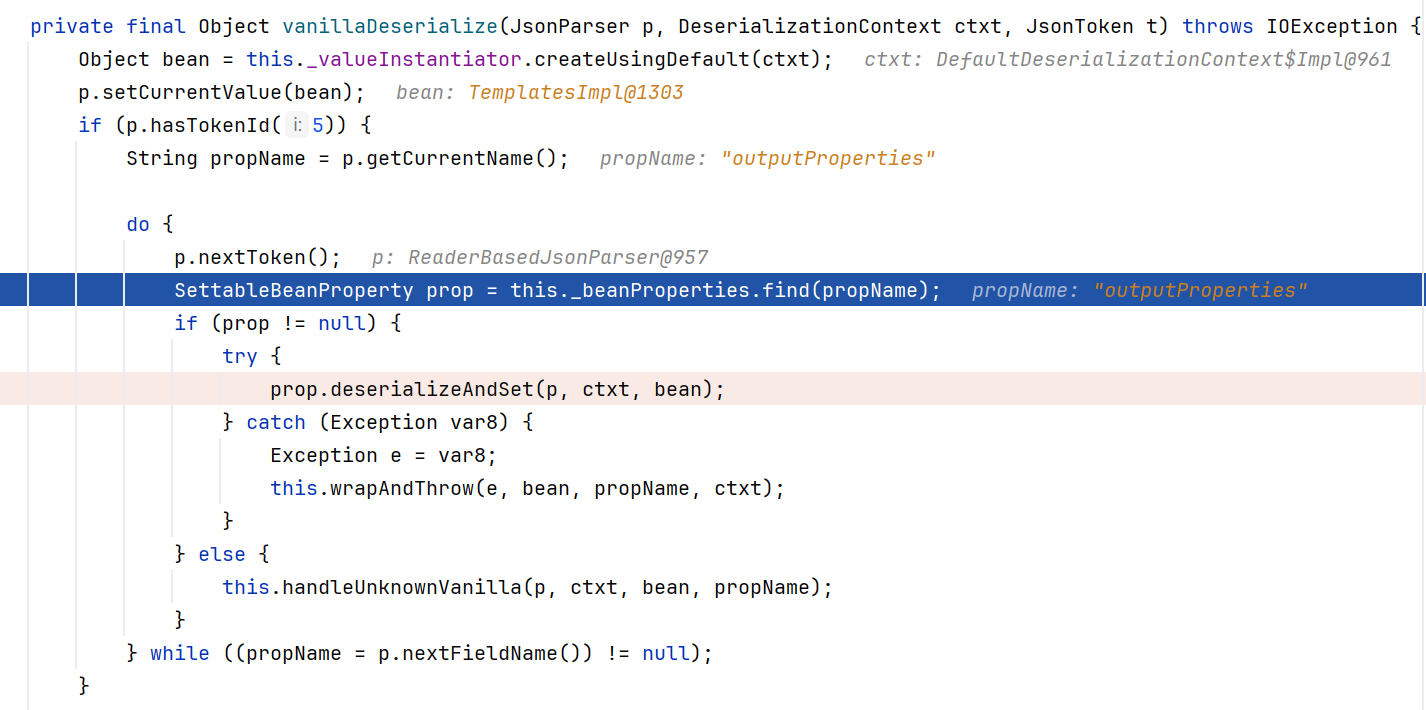 private final Object vanillaDeserialize(JsonParser p, DeserializationContext ctxt, JsonToken t) throws IOException {
    Object bean = this._valueInstantiator.createUsingDefault(ctxt);   ctxt: DefaultDeserializationContext$Impl@961
    p.setCurrentValue(bean);   bean: TemplatesImpl@1303
    if (p.hasTokenId( i: 5)) {
        String propName = p.getCurrentName();   propName: "outputProperties"
        do {
            p.nextToken();   p: ReaderBasedJsonParser@957
            SettableBeanProperty prop = this._beanProperties.find(propName);   propName: "outputProperties"
            if (prop != null) {
                try {
                    prop.deserializeAndSet(p, ctxt, bean);
                } catch (Exception var8) {
                    Exception e = var8;
                    this.wrapAndThrow(e, bean, propName, ctxt);
                }
            } else {
                this.handleUnknownVanilla(p, ctxt, bean, propName);
            }
        } while ((propName = p.nextFieldName()) != null);
    }